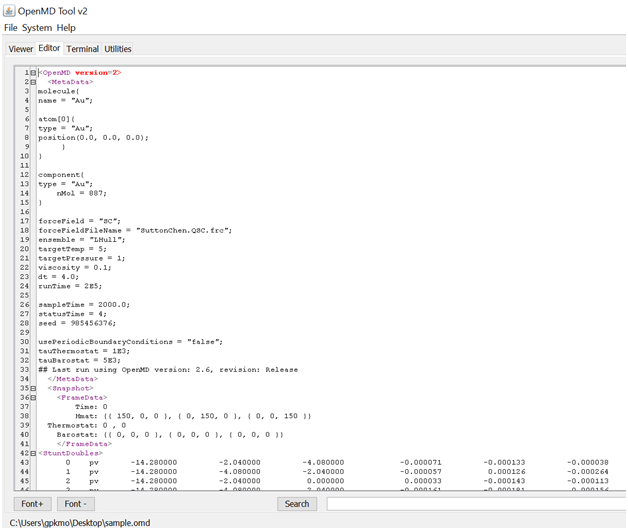 OpenMD Tool v2
File System Help
Viewer Editor Terminal Utilities
1 <OpenMD version=2>
2 <MetaData>
3 molecule{
4 name = "Au";
5
6 atom[0]{
7 type = "Au";
8 position(0.0, 0.0, 0.0);
9 }
10 }
11
12 component{
13 type = "Au";
14 nMol = 887;
15 }
16
17 forceField = "SC";
18 forceFieldFileName = "SuttonChen.QSC.frc";
19 ensemble = "LHull";
20 targetTemp = 5;
21 targetPressure = 1;
22 viscosity = 0.1;
23 dt = 4.0;
24 runTime = 2E5;
25
26 sampleTime = 2000.0;
27 statusTime = 4;
28 seed = 985456376;
29
30 usePeriodicBoundaryConditions = "false";
31 tauThermostat = 1E3;
32 tauBarostat = 5E3;
33 ## Last run using OpenMD version: 2.6, revision: Release
34 </MetaData>
35 <Snapshot>
36 <FrameData>
37 Time: 0
38 Hmat: {{ 150, 0, 0 }, { 0, 150, 0 }, { 0, 0, 150 }}
39 Thermostat: 0 , 0
40 Barostat: {{ 0, 0, 0 }, { 0, 0, 0 }, { 0, 0, 0 }}
41 </FrameData>
42 <StuntDoubles>
43 0 pv -14.280000 -2.040000 -4.080000 -0.000071 -0.000133 -0.000038
44 1 pv -14.280000 -4.080000 -2.040000 -0.000057 0.000126 -0.000264
45 2 pv -14.280000 -2.040000 0.000000 0.000033 -0.000143 -0.000113
Font+ Font - Search
C:\Users\gpkmo\Desktop\sample.omd